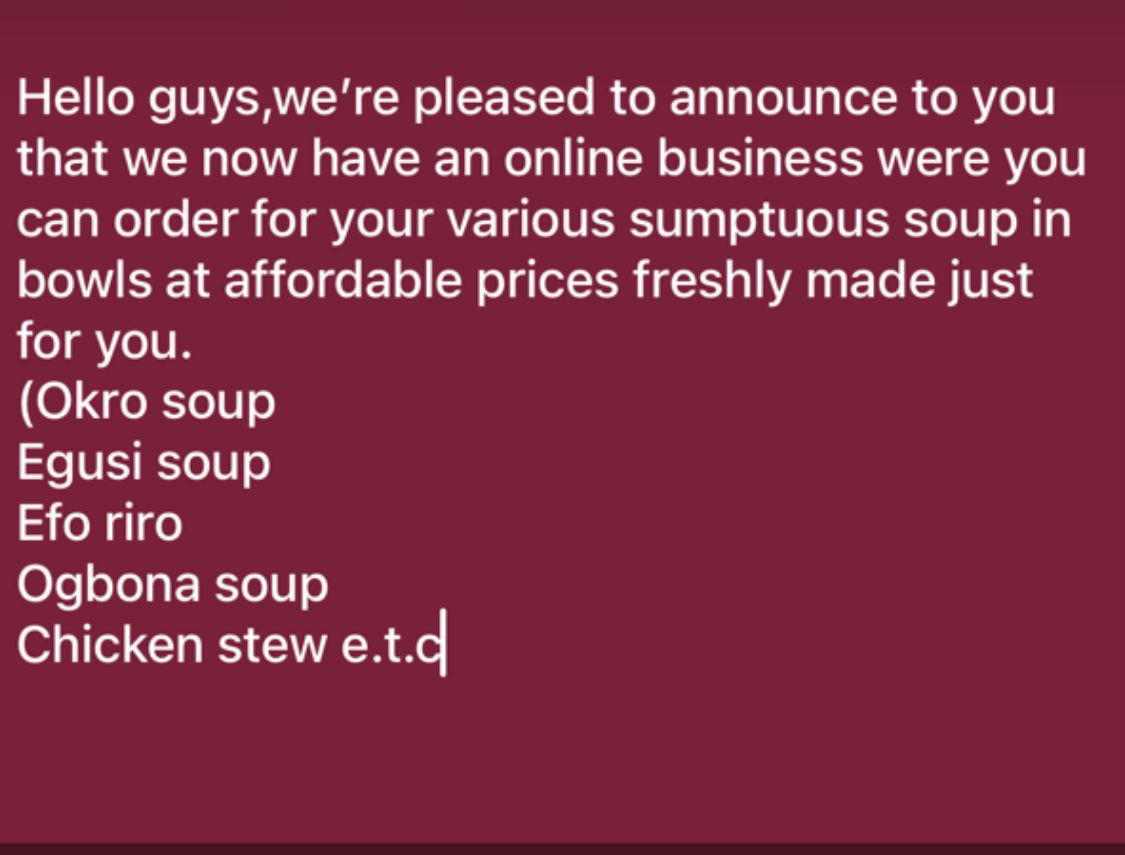 Hello guys,we’re pleased to announce to you
that we now have an online business were you
can order for your various sumptuous soup in
bowls at affordable prices freshly made just
for you.
(Okro soup
Egusi soup
Efo riro
Ogbona soup
Chicken stew e.t.c